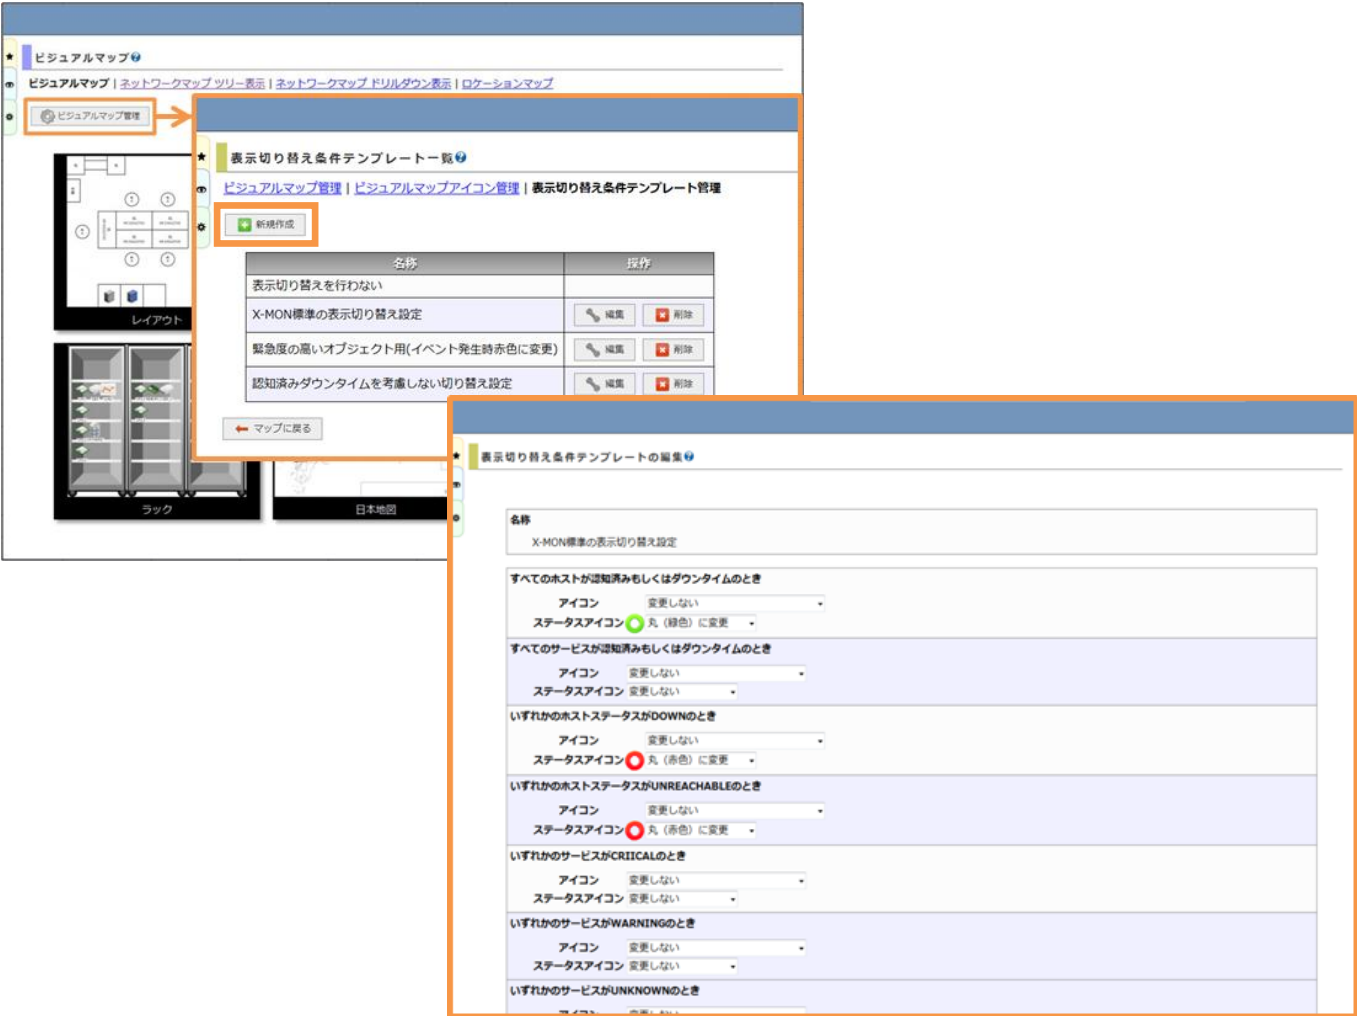 ビジュアルマップ
ビジュアルマップ | ネットワークマップ ツリー表示 | ネットワークマップ ドリルダウン表示 | ロケーションマップ
ビジュアルマップ管理
レイアウト
ラック
日本地図
表示切り替え条件テンプレート一覧
ビジュアルマップ管理 | ビジュアルマップアイコン管理 | 表示切り替え条件テンプレート管理
新規作成
名称 操作
表示切り替えを行わない
X-MON標準の表示切り替え設定 編集 削除
緊急度の高いオブジェクト用(イベント発生時赤色に変更) 編集 削除
認知済みダウンタイムを考慮しない切り替え設定 編集 削除
マップに戻る
表示切り替え条件テンプレートの編集
名称
X-MON標準の表示切り替え設定
すべてのホストが認知済みもしくはダウンタイムのとき
アイコン 変更しない
ステータスアイコン 丸（緑色）に変更
すべてのサービスが認知済みもしくはダウンタイムのとき
アイコン 変更しない
ステータスアイコン 変更しない
いずれかのホストステータスがDOWNのとき
アイコン 変更しない
ステータスアイコン 丸（赤色）に変更
いずれかのホストステータスがUNREACHABLEのとき
アイコン 変更しない
ステータスアイコン 丸（赤色）に変更
いずれかのサービスがCRIICALのとき
アイコン 変更しない
ステータスアイコン 変更しない
いずれかのサービスがWARNINGのとき
アイコン 変更しない
ステータスアイコン 変更しない
いずれかのサービスがUNKNOWNのとき